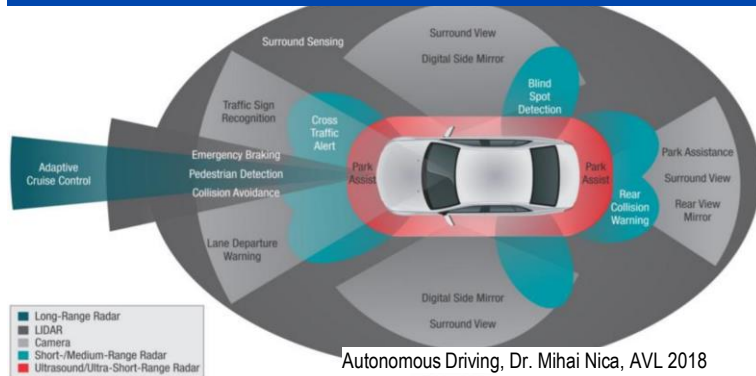 Surround View
Surround Sensing
Digital Side Mirror
Blind
Spot
Detection
Traffic Sign
Recognition
Cross
Traffic
Alert
Emergency Braking
Adaptive
Cruise Control
Pedestrian Detection
Collision Avoidance
Park
Assist
Park
Assist
Park Assistance
Surround View
Rear View
Mirror
Rear
Collision
Warning
Lane Departure
Warning
Digital Side Mirror
Surround View
Long-Range Radar
LIDAR
Camera
Short-/Medium-Range Radar
Ultrasound/Ultra-Short-Range Radar
Autonomous Driving, Dr. Mihai Nica, AVL 2018